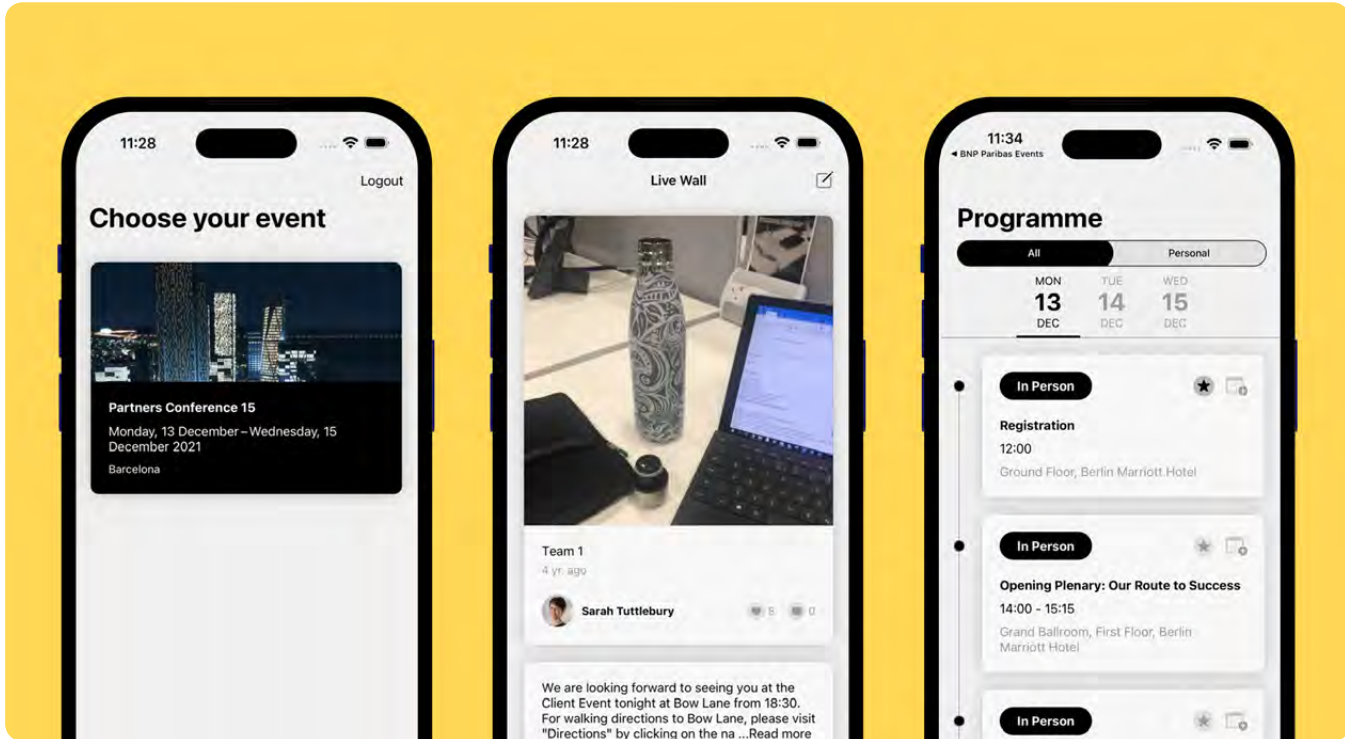 11:28
Logout
Choose your event
Partners Conference 15
Monday, 13 December – Wednesday, 15
December 2021
Barcelona
11:28
Live Wall
Team 1
4 yr. ago
Sarah Tuttlebury
5
0
We are looking forward to seeing you at the
Client Event tonight at Bow Lane from 18:30.
For walking directions to Bow Lane, please visit
"Directions" by clicking on the na ...Read more
11:34
◀ BNP Paribas Events
Programme
All Personal
MON TUE WED
13 14 15
DEC DEC DEC
In Person
Registration
12:00
Ground Floor, Berlin Marriott Hotel
In Person
Opening Plenary: Our Route to Success
14:00 - 15:15
Grand Ballroom, First Floor, Berlin
Marriott Hotel
In Person